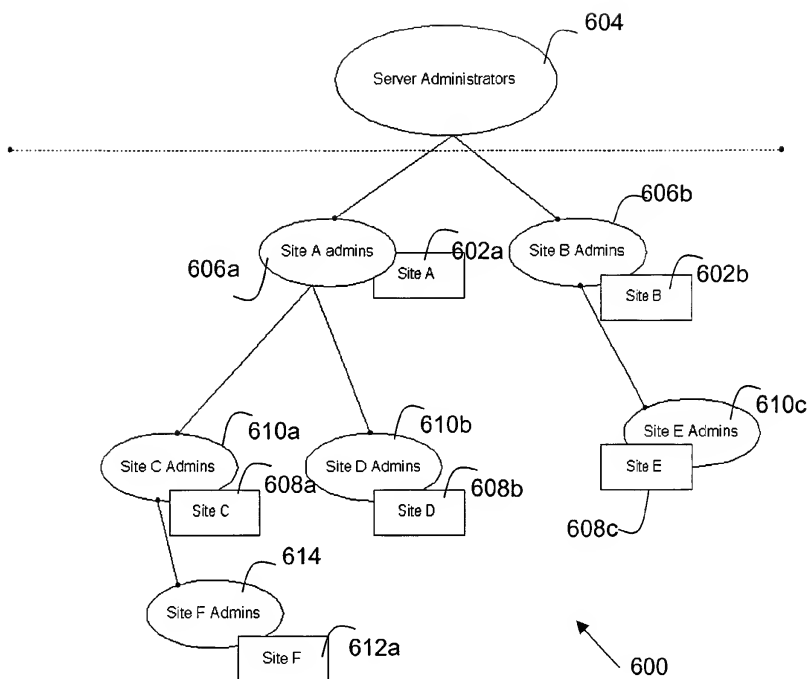 604
Server Administrators
606b
Site A admins
602a
Site B Admins
606a
Site A
602b
Site B
610a
610b
610c
Site E Admins
Site C Admins
608a
Site D Admins
608b
Site E
Site C
Site D
608c
614
Site F Admins
612a
Site F
600